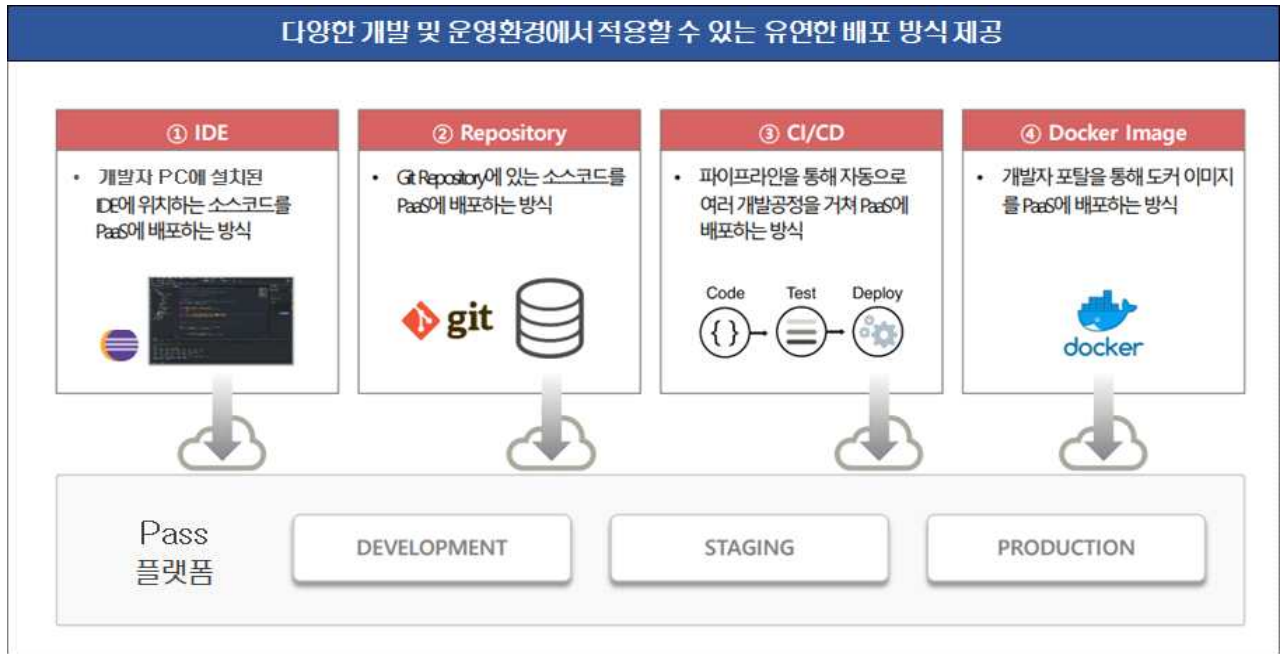 다양한 개발 및 운영환경에서 적용할 수 있는 유연한 배포 방식 제공
① IDE
• 개발자 PC에 설치된
IDE에 위치하는 소스코드를
PaaS에 배포하는 방식
② Repository
• Git Repository에 있는 소스코드를
PaaS에 배포하는 방식
git
③ CI/CD
• 파이프라인을 통해 자동으로
여러 개발공정을 거쳐 PaaS에
배포하는 방식
Code Test Deploy
{ }
④ Docker Image
• 개발자 포탈을 통해 도커 이미지
를 PaaS에 배포하는 방식
docker
Pass
플랫폼
DEVELOPMENT
STAGING
PRODUCTION